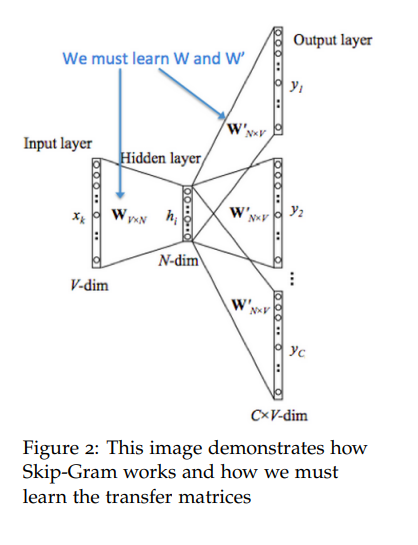 Output layer
We must learn W and W'
y1
W'N×V
Input layer
Hidden layer
xk
WV×N
hi
W'N×V
y2
N-dim
V-dim
W'N×V
yC
C×V-dim
Figure 2: This image demonstrates how
Skip-Gram works and how we must
learn the transfer matrices